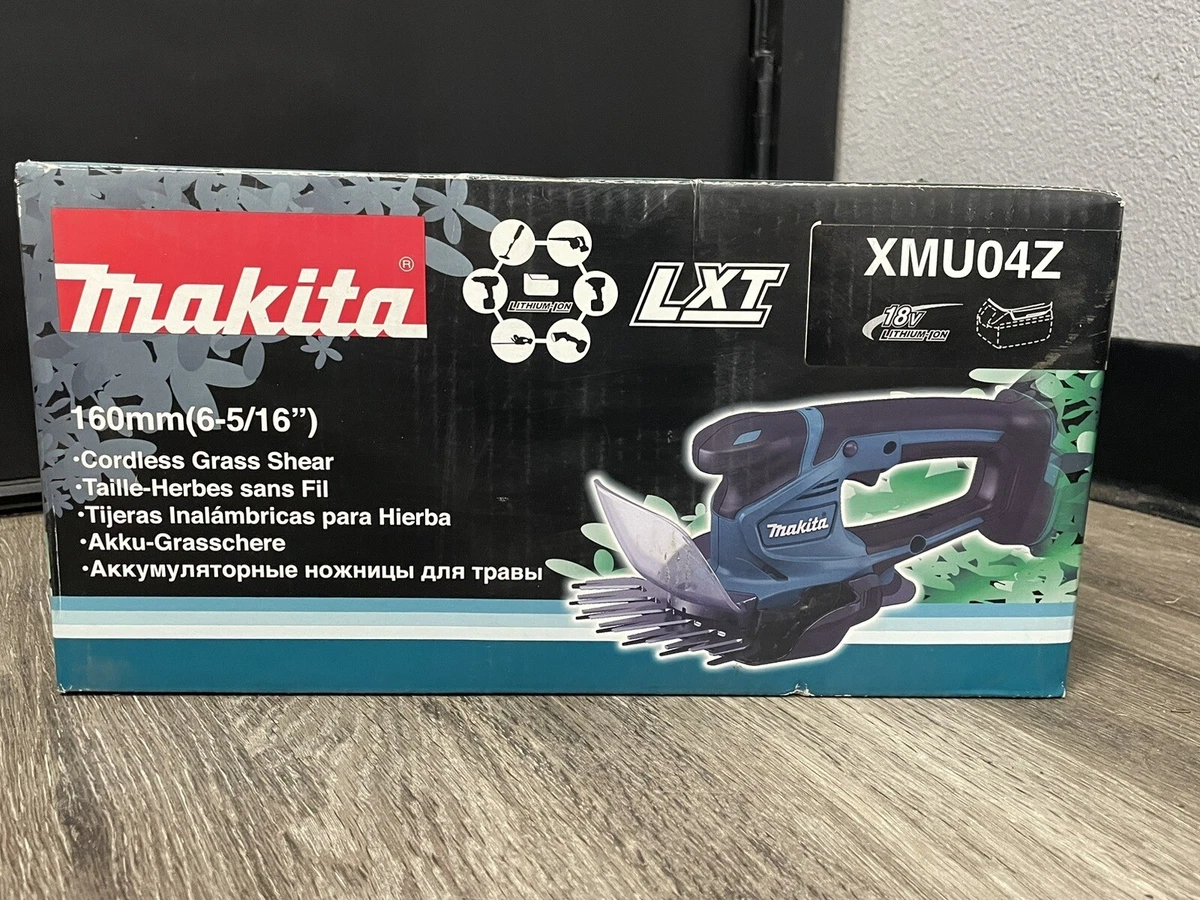 Makita®
LITHIUM-ION
LXT
XMU04Z
18V
LITHIUM-ION
160mm(6-5/16”)
·Cordless Grass Shear
·Taille-Herbes sans Fil
·Tijeras Inalámbricas para Hierba
·Akku-Grasschere
·Аккумуляторные ножницы для травы
makita